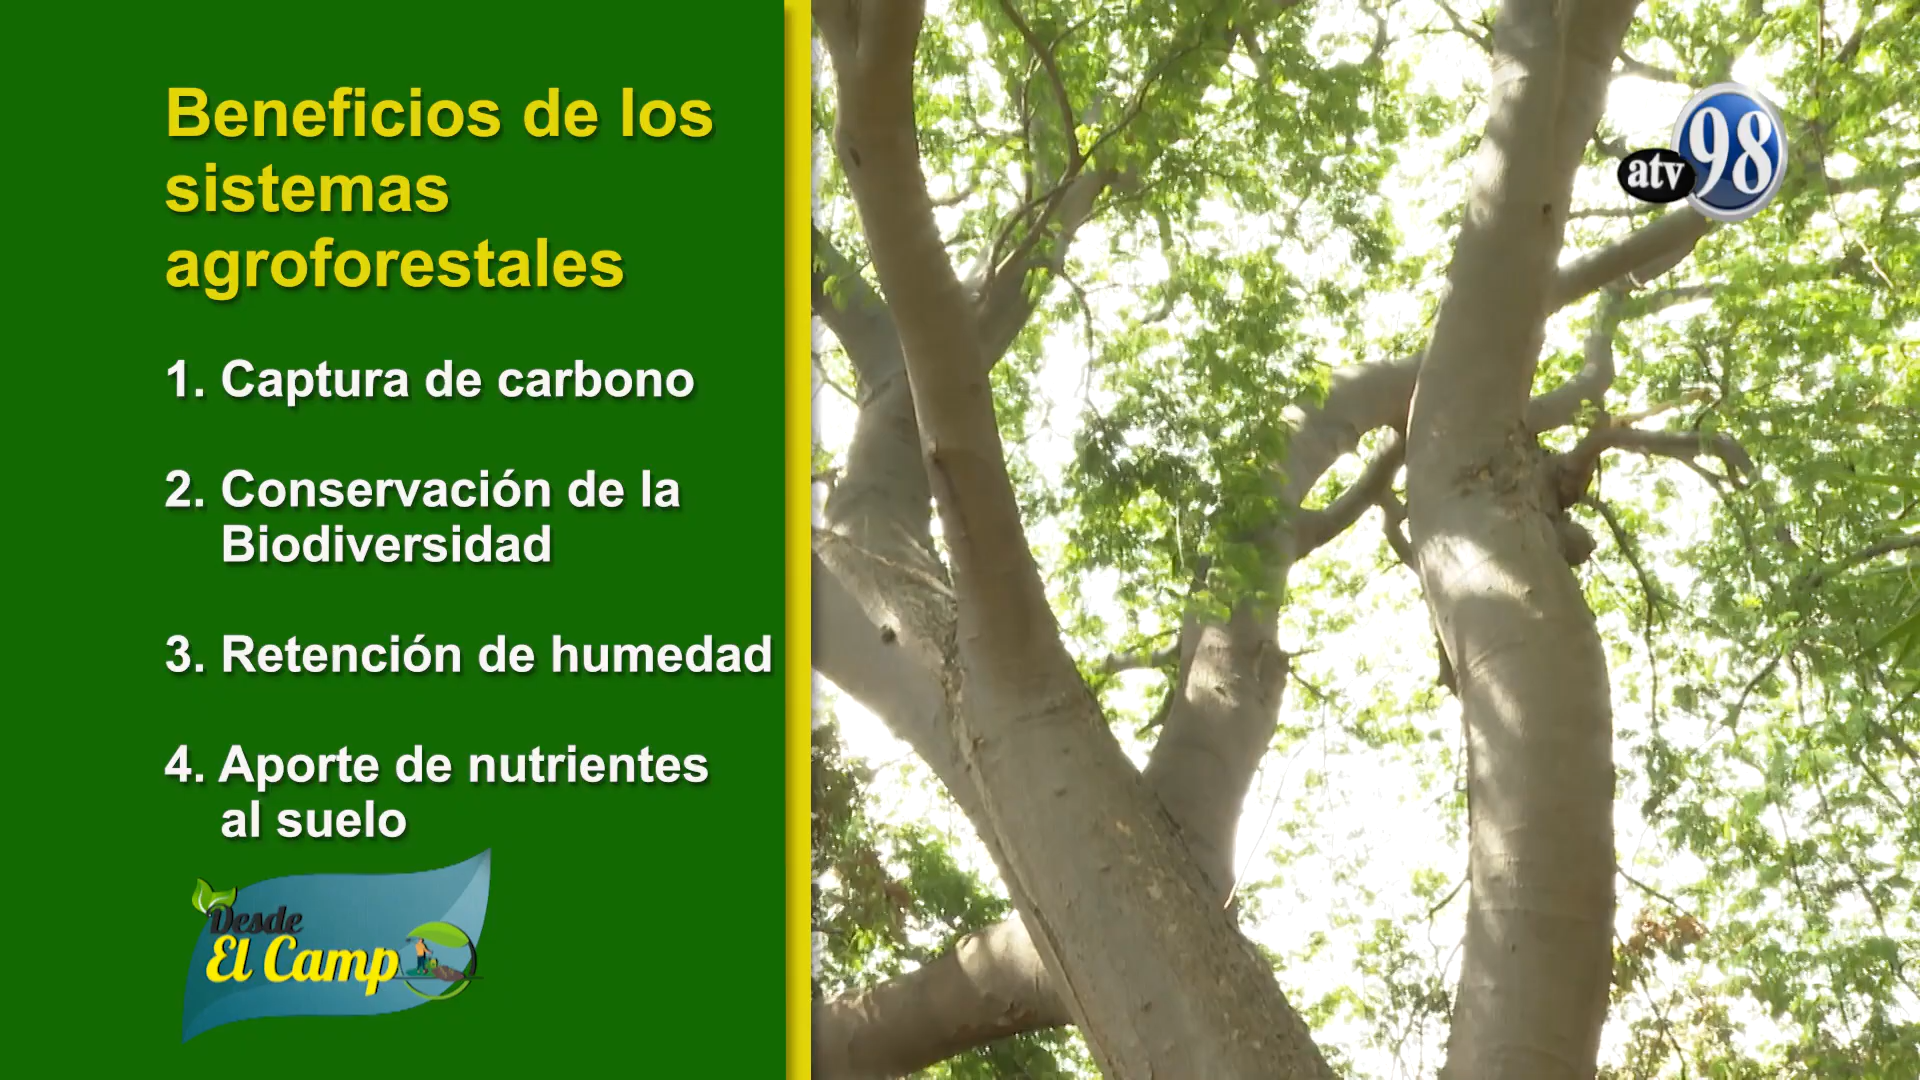 Beneficios de los
sistemas
agroforestales
1. Captura de carbono
2. Conservación de la
Biodiversidad
3. Retención de humedad
4. Aporte de nutrientes
al suelo
Desde
El Campo
atv 98